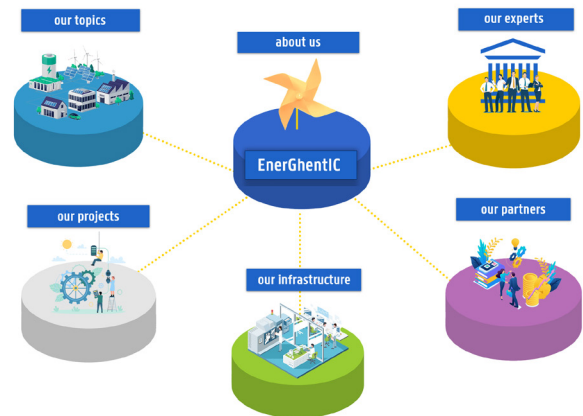 our topics
about us
our experts
EnerGhentIC
our projects
our partners
our infrastructure